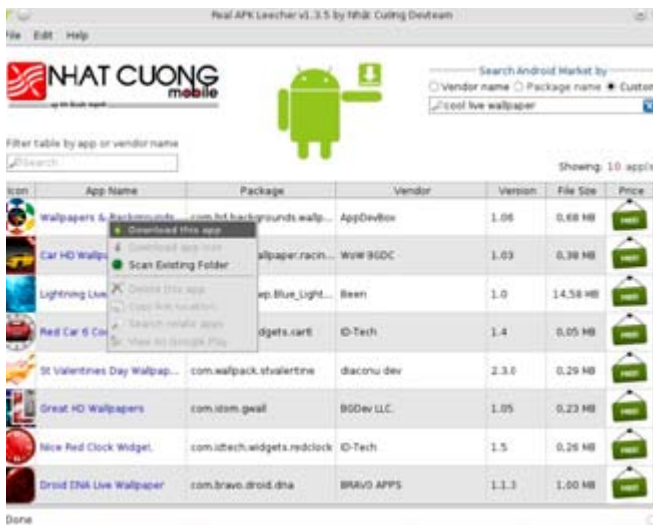 Real APK Leecher v1.3.5 by Nhật Cường Devteam
File Edit Help
NHAT CUONG
mobile
Search Android Market by
Vendor name Package name Custom
cool live wallpaper
Filter table by app or vendor name
Search
Showing: 10 app(s
Icon App Name Package Vendor Version File Size Price
Wallpapers & Backgrounds com.hd.backgrounds.wallp... AppDevBox 1.06 0,68 MB FREE!
Download this app
Download app icon
Car HD Wallpa allpaper.racin... WoW BGDC 1.03 0,38 MB FREE!
Scan Existing Folder
Lightning Live ep.Blue_Light... Been 1.0 14,58 MB FREE!
Delete this app
Copy link location
Red Car 6 Clo dgets.car6 ID-Tech 1.4 0,05 MB FREE!
Search relate apps
View on Google Play
St Valentines Day Wallpap... com.wallpack.stvalertine diaconu dev 2.3.0 0,29 MB FREE!
Great HD Wallpapers com.idsm.gwall BGDev LLC. 1.05 0,23 MB FREE!
Nice Red Clock Widget. com.idtech.widgets.redclock ID-Tech 1.5 0,26 MB FREE!
Droid DNA Live Wallpaper com.bravo.droid.dna BRAVO APPS 1.1.3 1,00 MB FREE!
Done